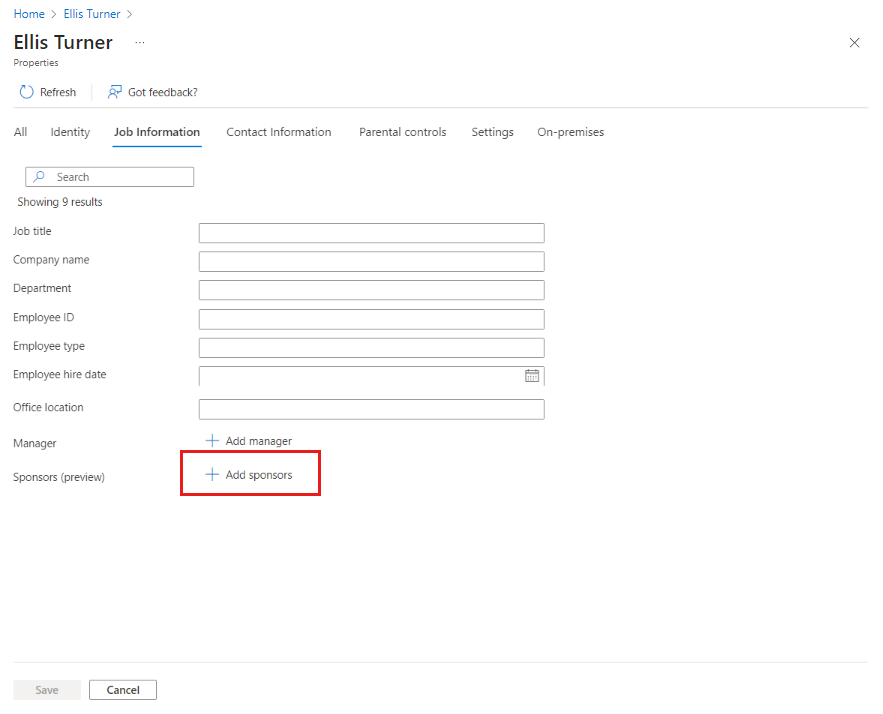 Home > Ellis Turner >
Ellis Turner ...
Properties
Refresh Got feedback?
All Identity Job Information Contact Information Parental controls Settings On-premises
Search
Showing 9 results
Job title
Company name
Department
Employee ID
Employee type
Employee hire date
Office location
Manager + Add manager
Sponsors (preview) + Add sponsors
Save Cancel